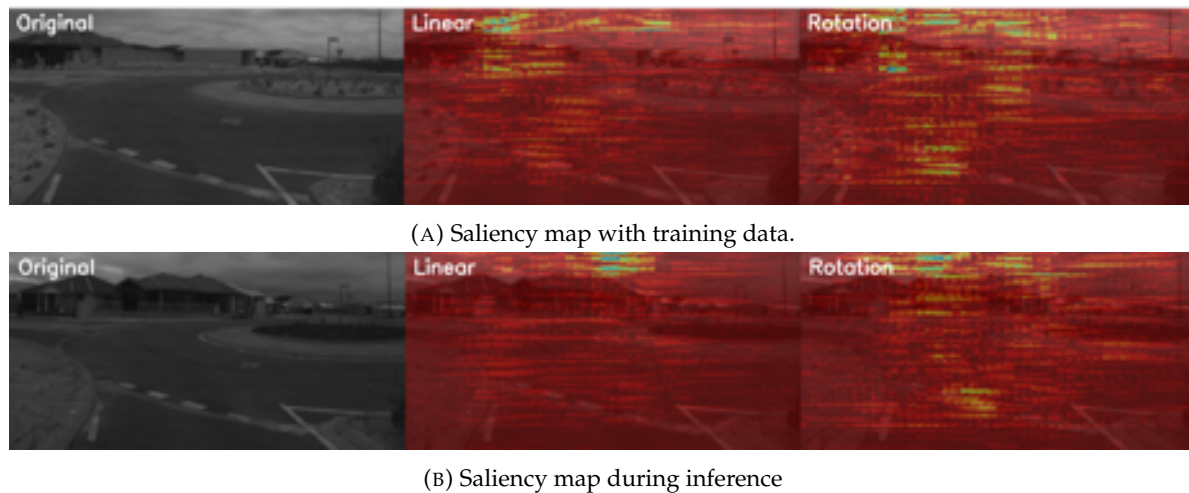 Original Linear Rotation
(A) Saliency map with training data.
Original Linear Rotation
(B) Saliency map during inference